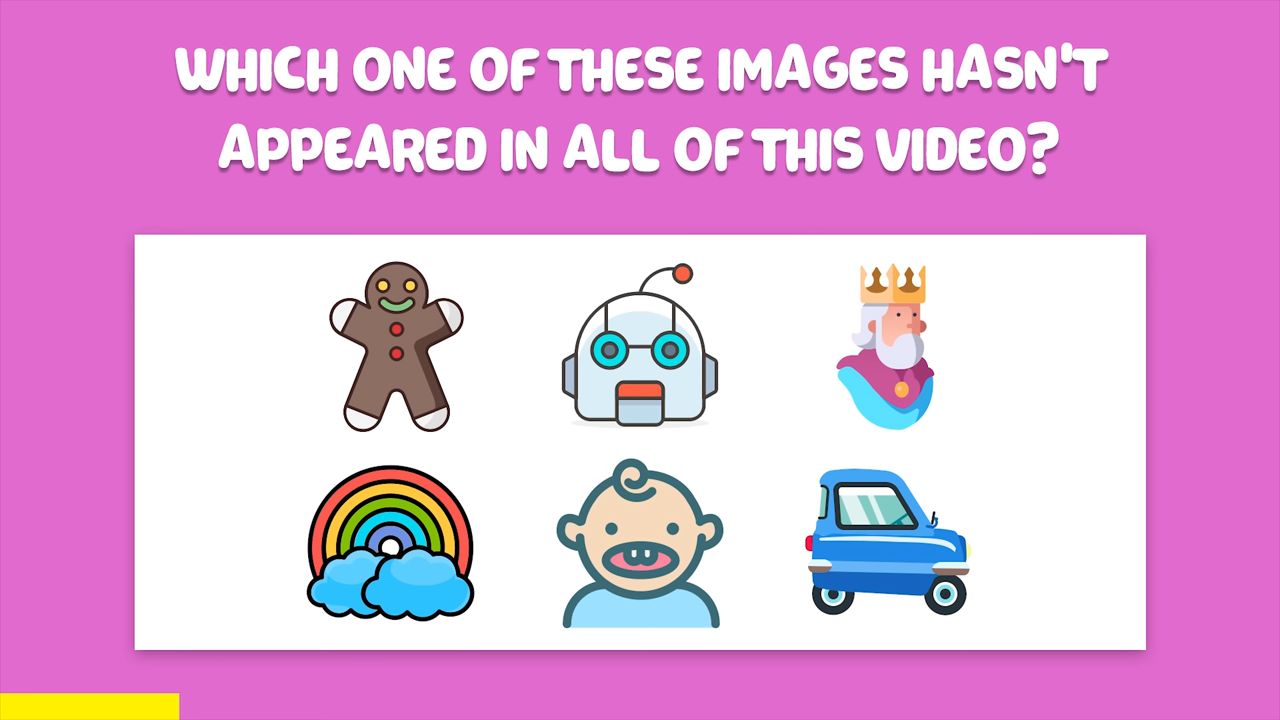 WHICH ONE OF THESE IMAGES HASN'T
APPEARED IN ALL OF THIS VIDEO?